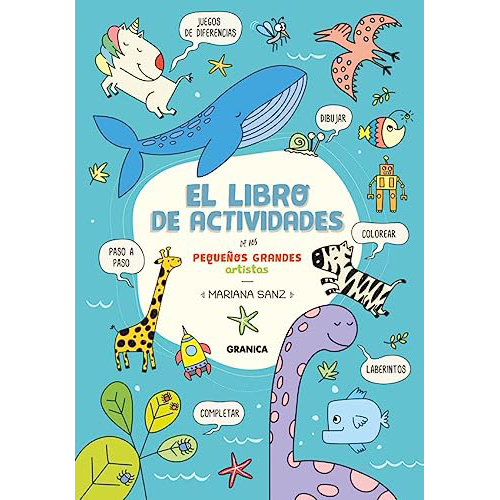 JUEGOS
DE DIFERENCIAS
DIBUJAR
EL LIBRO
DE ACTIVIDADES
DE LOS
PEQUEÑOS GRANDES
artistas
COLOREAR
PASO A
PASO
MARIANA SANZ
GRANICA
LABERINTOS
COMPLETAR